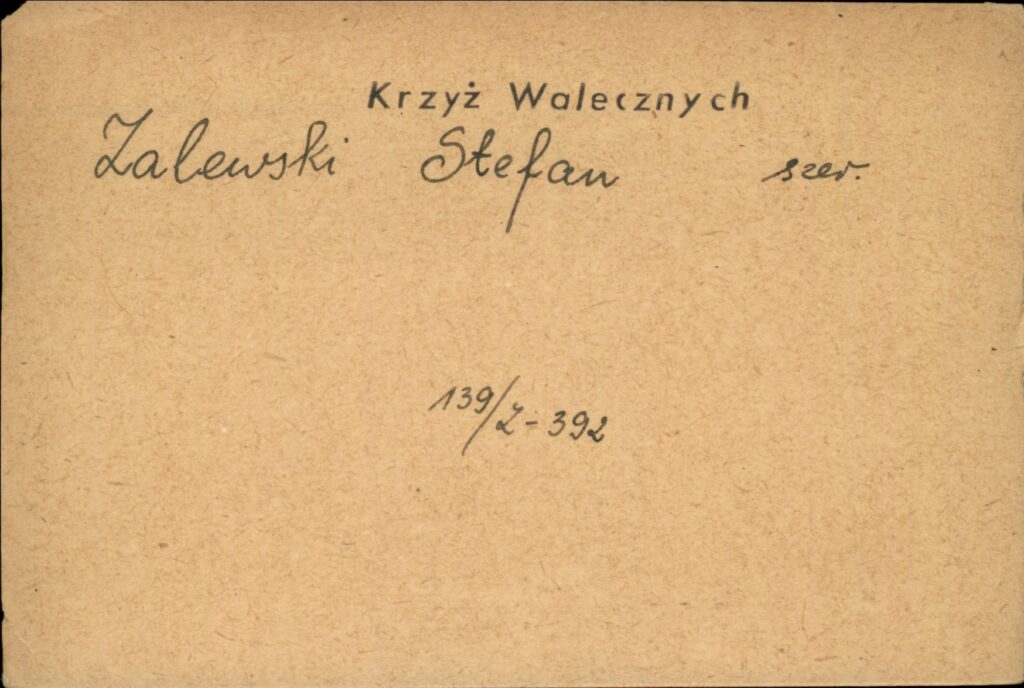 Krzyż Walecznych
Zalewski Stefan szer.
139/Z-392